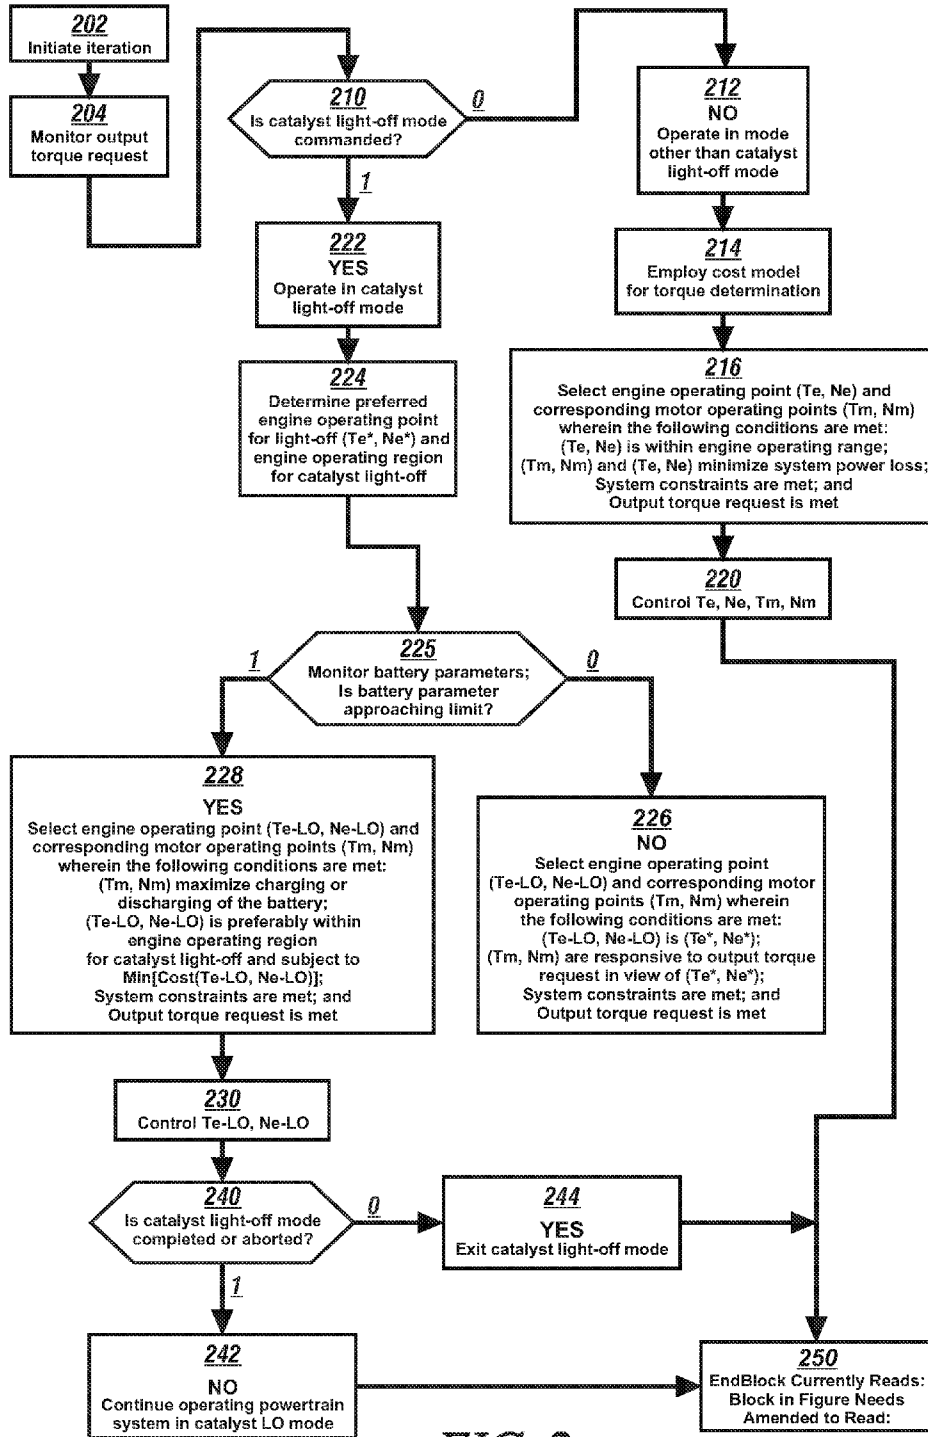 202
Initiate iteration
204
Monitor output
torque request
210
Is catalyst light-off mode
commanded?
0
1
212
NO
Operate in mode
other than catalyst
light-off mode
214
Employ cost model
for torque determination
216
Select engine operating point (Te, Ne) and
corresponding motor operating points (Tm, Nm)
wherein the following conditions are met:
(Te, Ne) is within engine operating range;
(Tm, Nm) and (Te, Ne) minimize system power loss;
System constraints are met; and
Output torque request is met
220
Control Te, Ne, Tm, Nm
222
YES
Operate in catalyst
light-off mode
224
Determine preferred
engine operating point
for light-off (Te*, Ne*) and
engine operating region
for catalyst light-off
225
Monitor battery parameters;
Is battery parameter
approaching limit?
1
0
228
YES
Select engine operating point (Te-LO, Ne-LO) and
corresponding motor operating points (Tm, Nm)
wherein the following conditions are met:
(Tm, Nm) maximize charging or
discharging of the battery;
(Te-LO, Ne-LO) is preferably within
engine operating region
for catalyst light-off and subject to
Min[Cost(Te-LO, Ne-LO)];
System constraints are met; and
Output torque request is met
226
NO
Select engine operating point
(Te-LO, Ne-LO) and corresponding motor
operating points (Tm, Nm) wherein
the following conditions are met:
(Te-LO, Ne-LO) is (Te*, Ne*);
(Tm, Nm) are responsive to output torque
request in view of (Te*, Ne*);
System constraints are met; and
Output torque request is met
230
Control Te-LO, Ne-LO
240
Is catalyst light-off mode
completed or aborted?
0
1
244
YES
Exit catalyst light-off mode
242
NO
Continue operating powertrain
system in catalyst LO mode
250
EndBlock Currently Reads:
Block in Figure Needs
Amended to Read: